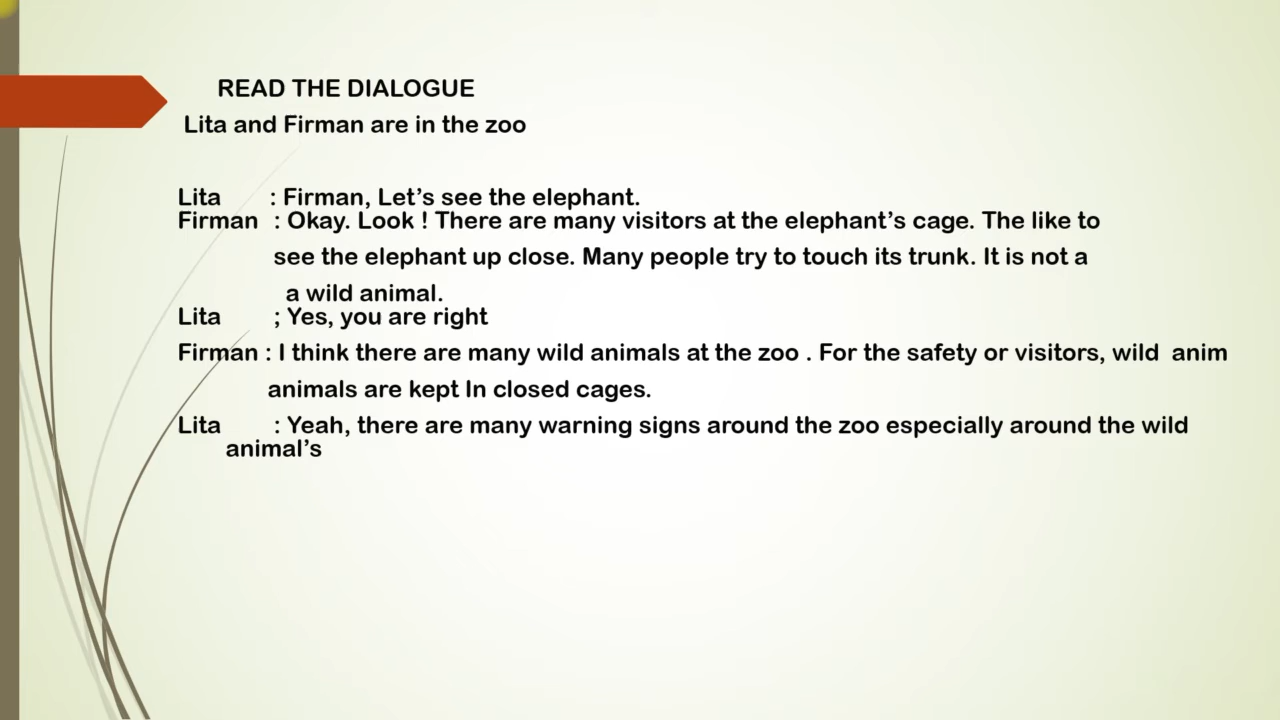 READ THE DIALOGUE
Lita and Firman are in the zoo
Lita : Firman, Let’s see the elephant.
Firman : Okay. Look ! There are many visitors at the elephant’s cage. The like to
see the elephant up close. Many people try to touch its trunk. It is not a
a wild animal.
Lita ; Yes, you are right
Firman : I think there are many wild animals at the zoo . For the safety or visitors, wild anim
animals are kept In closed cages.
Lita : Yeah, there are many warning signs around the zoo especially around the wild
animal’s